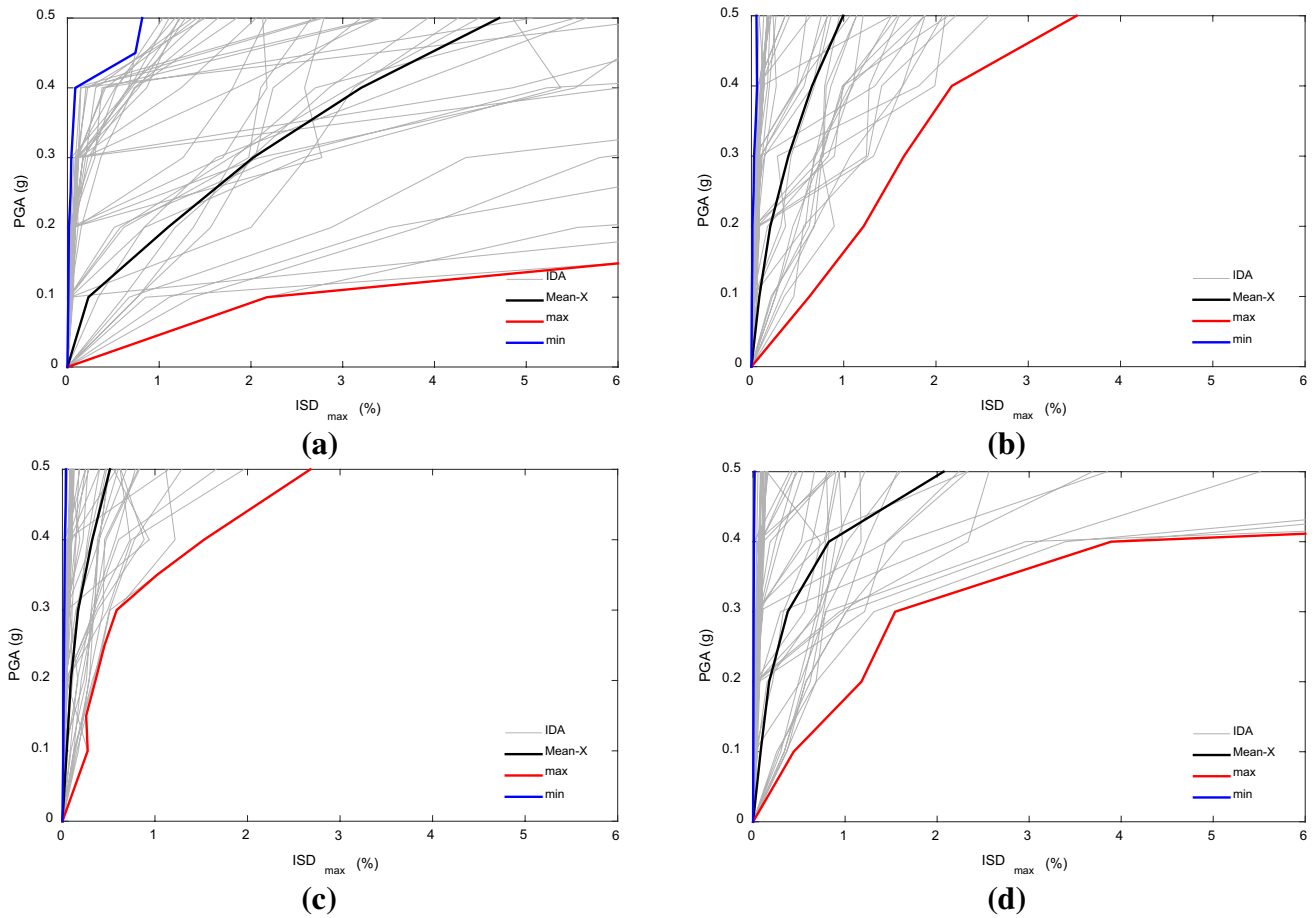 0.5
0.4
0.3
0.2
0.1
0
PGA (g)
0 1 2 3 4 5 6
ISD max (%)
IDA
Mean-X
max
min
(a)
0.5
0.4
0.3
0.2
0.1
0
PGA (g)
0 1 2 3 4 5 6
ISD max (%)
IDA
Mean-X
max
min
(b)
0.5
0.4
0.3
0.2
0.1
0
PGA (g)
0 1 2 3 4 5 6
ISD max (%)
IDA
Mean-X
max
min
(c)
0.5
0.4
0.3
0.2
0.1
0
PGA (g)
0 1 2 3 4 5 6
ISD max (%)
IDA
Mean-X
max
min
(d)